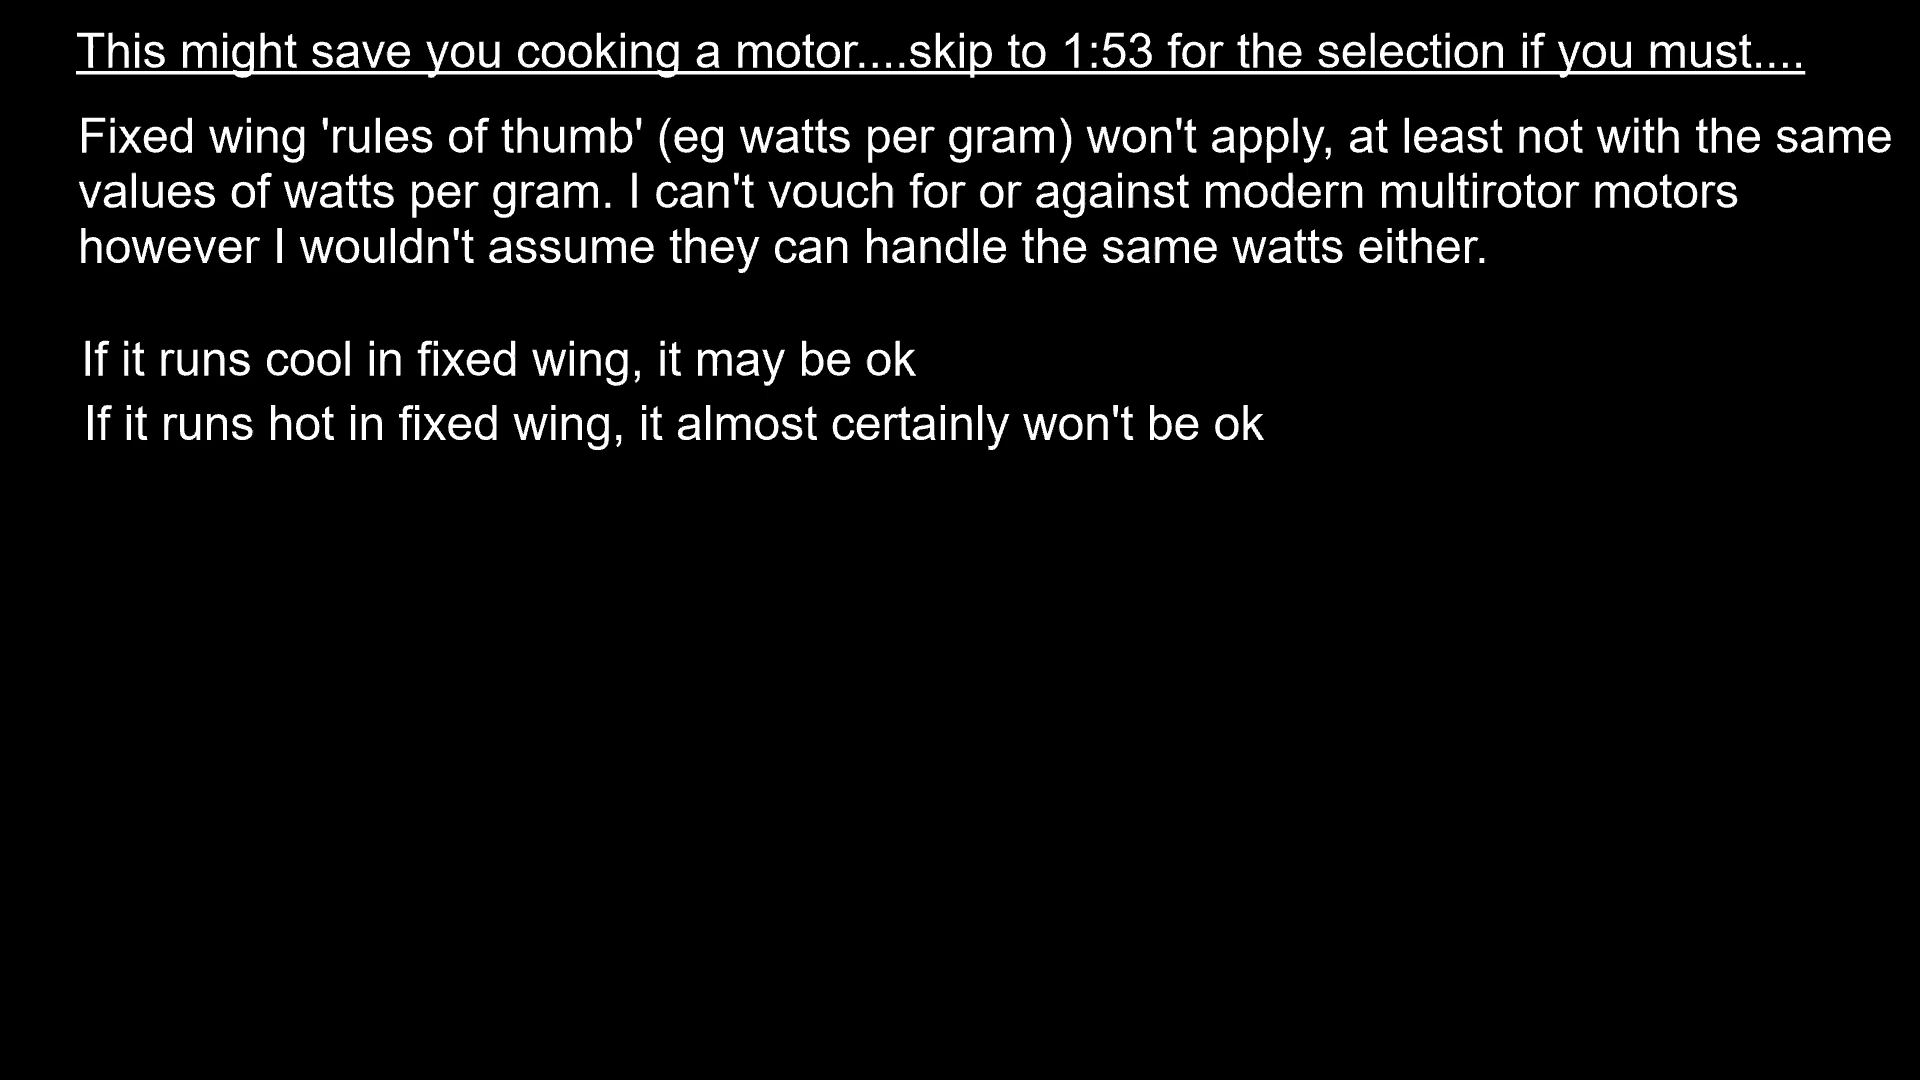 This might save you cooking a motor....skip to 1:53 for the selection if you must....
Fixed wing 'rules of thumb' (eg watts per gram) won't apply, at least not with the same
values of watts per gram. I can't vouch for or against modern multirotor motors
however I wouldn't assume they can handle the same watts either.
If it runs cool in fixed wing, it may be ok
If it runs hot in fixed wing, it almost certainly won't be ok